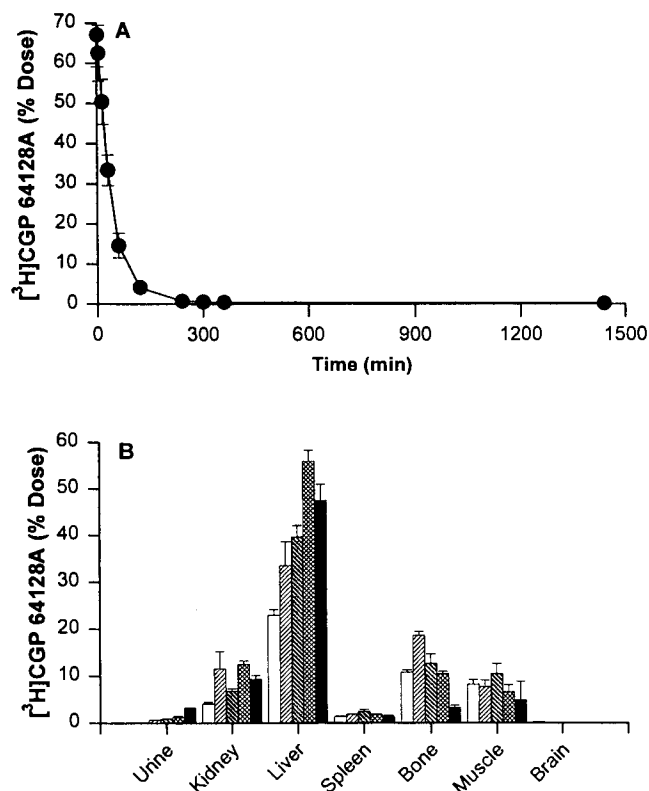 A
[³H]CGP 64128A (% Dose)
70
60
50
40
30
20
10
0
0 300 600 900 1200 1500
Time (min)
B
[³H]CGP 64128A (% Dose)
60
50
40
30
20
10
0
Urine Kidney Liver Spleen Bone Muscle Brain